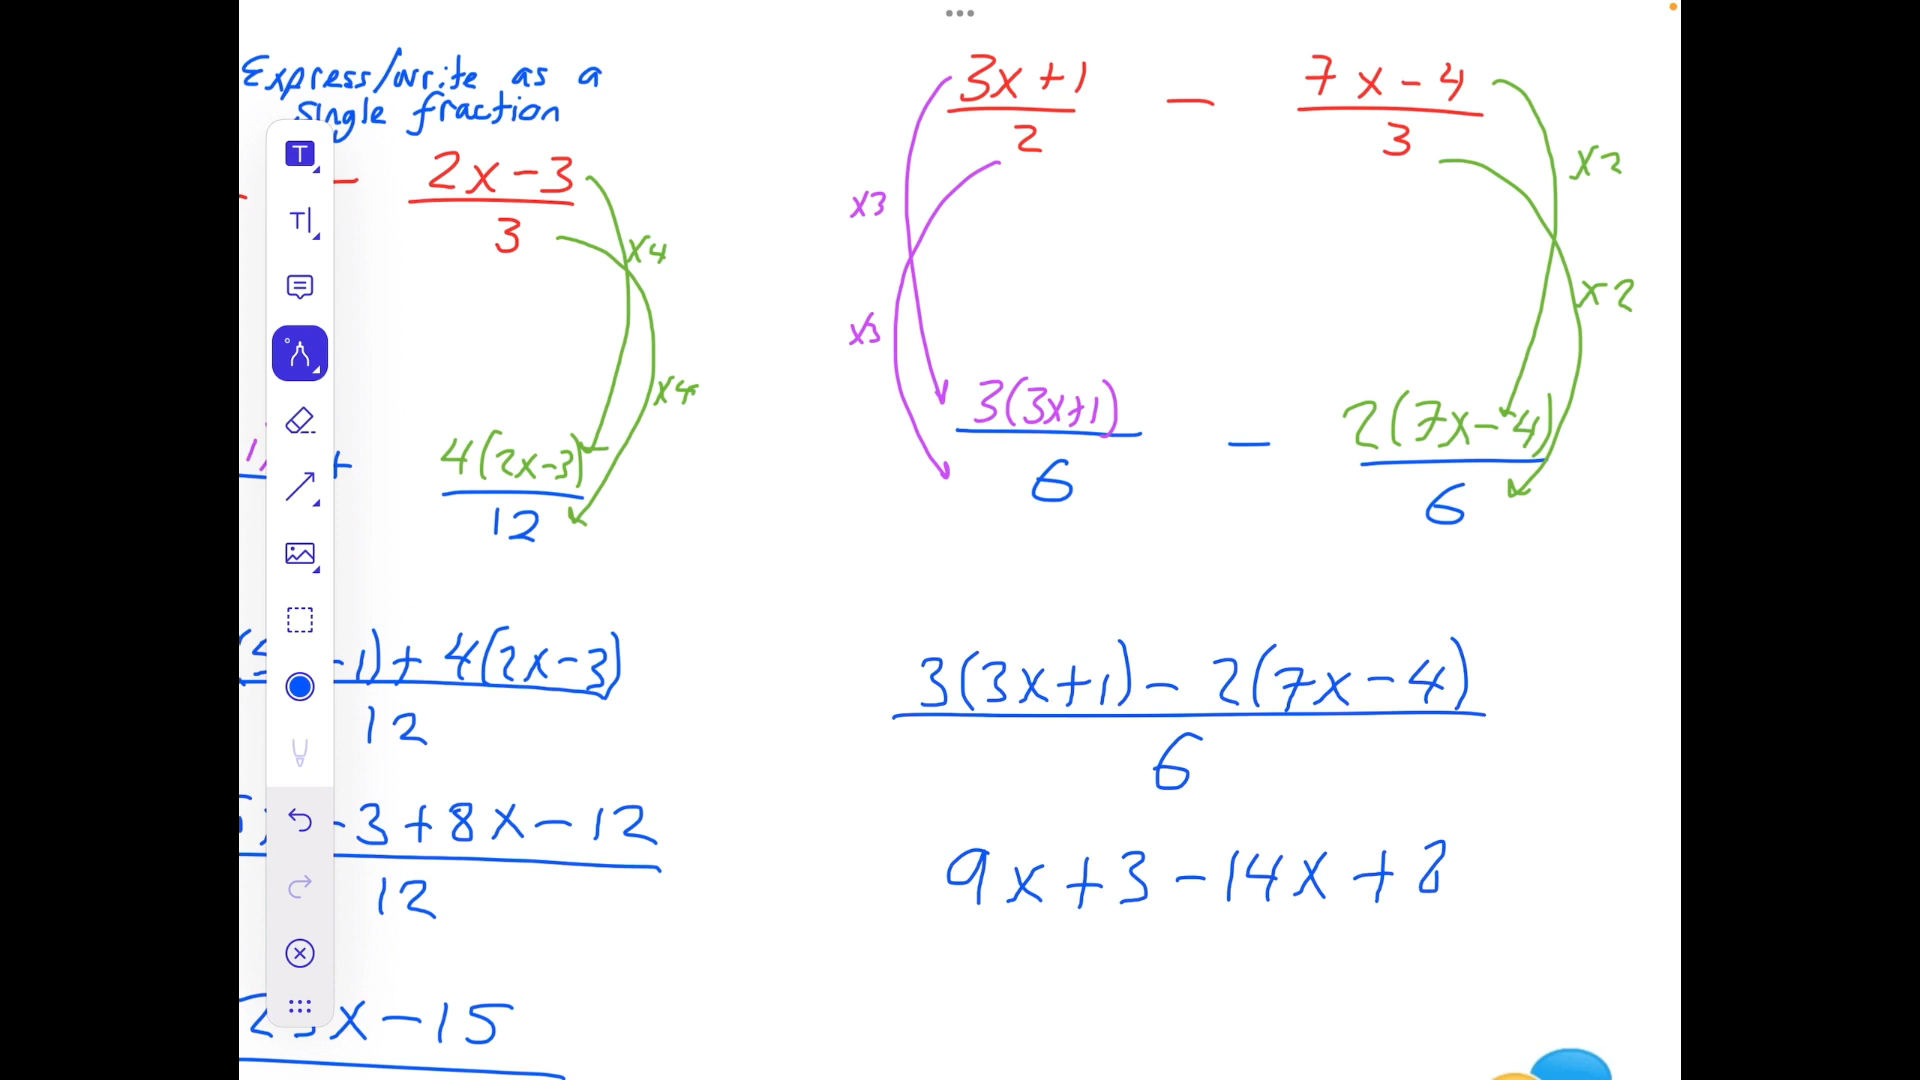 Express/write as a
single fraction
- 2x-3
3
x4
x4
+ 4(2x-3)
12
-1)+ 4(2x-3)
12
-3+8x-12
12
x-15
3x+1 - 7x-4
2 3
x3
x2
x3
x2
3(3x+1) - 2(7x-4)
6 6
3(3x+1)- 2(7x-4)
6
9x+3-14x+8